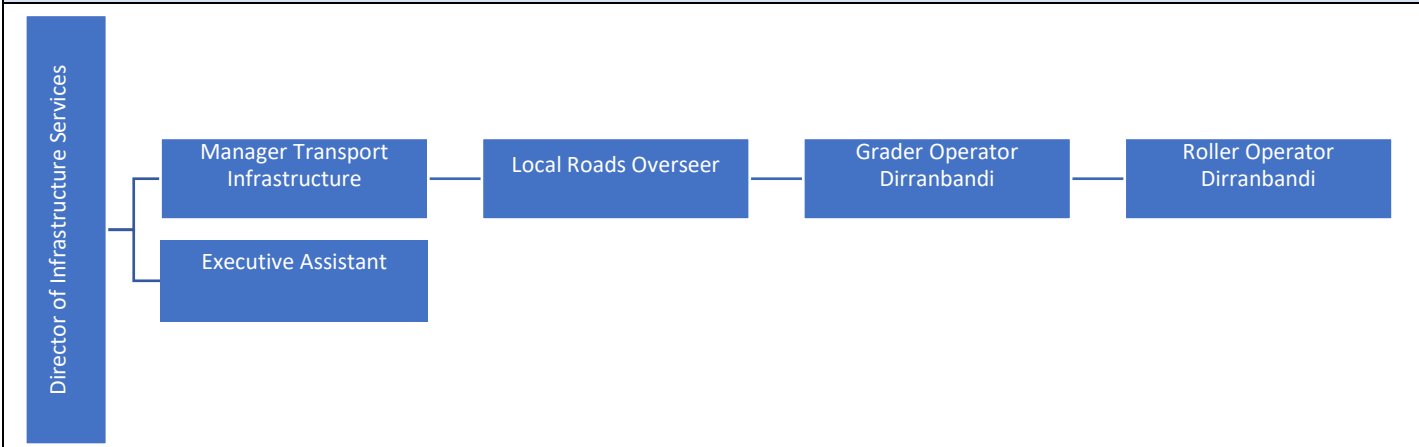 Director of Infrastructure Services
Manager Transport
Infrastructure
Local Roads Overseer
Grader Operator
Dirranbandi
Roller Operator
Dirranbandi
Executive Assistant